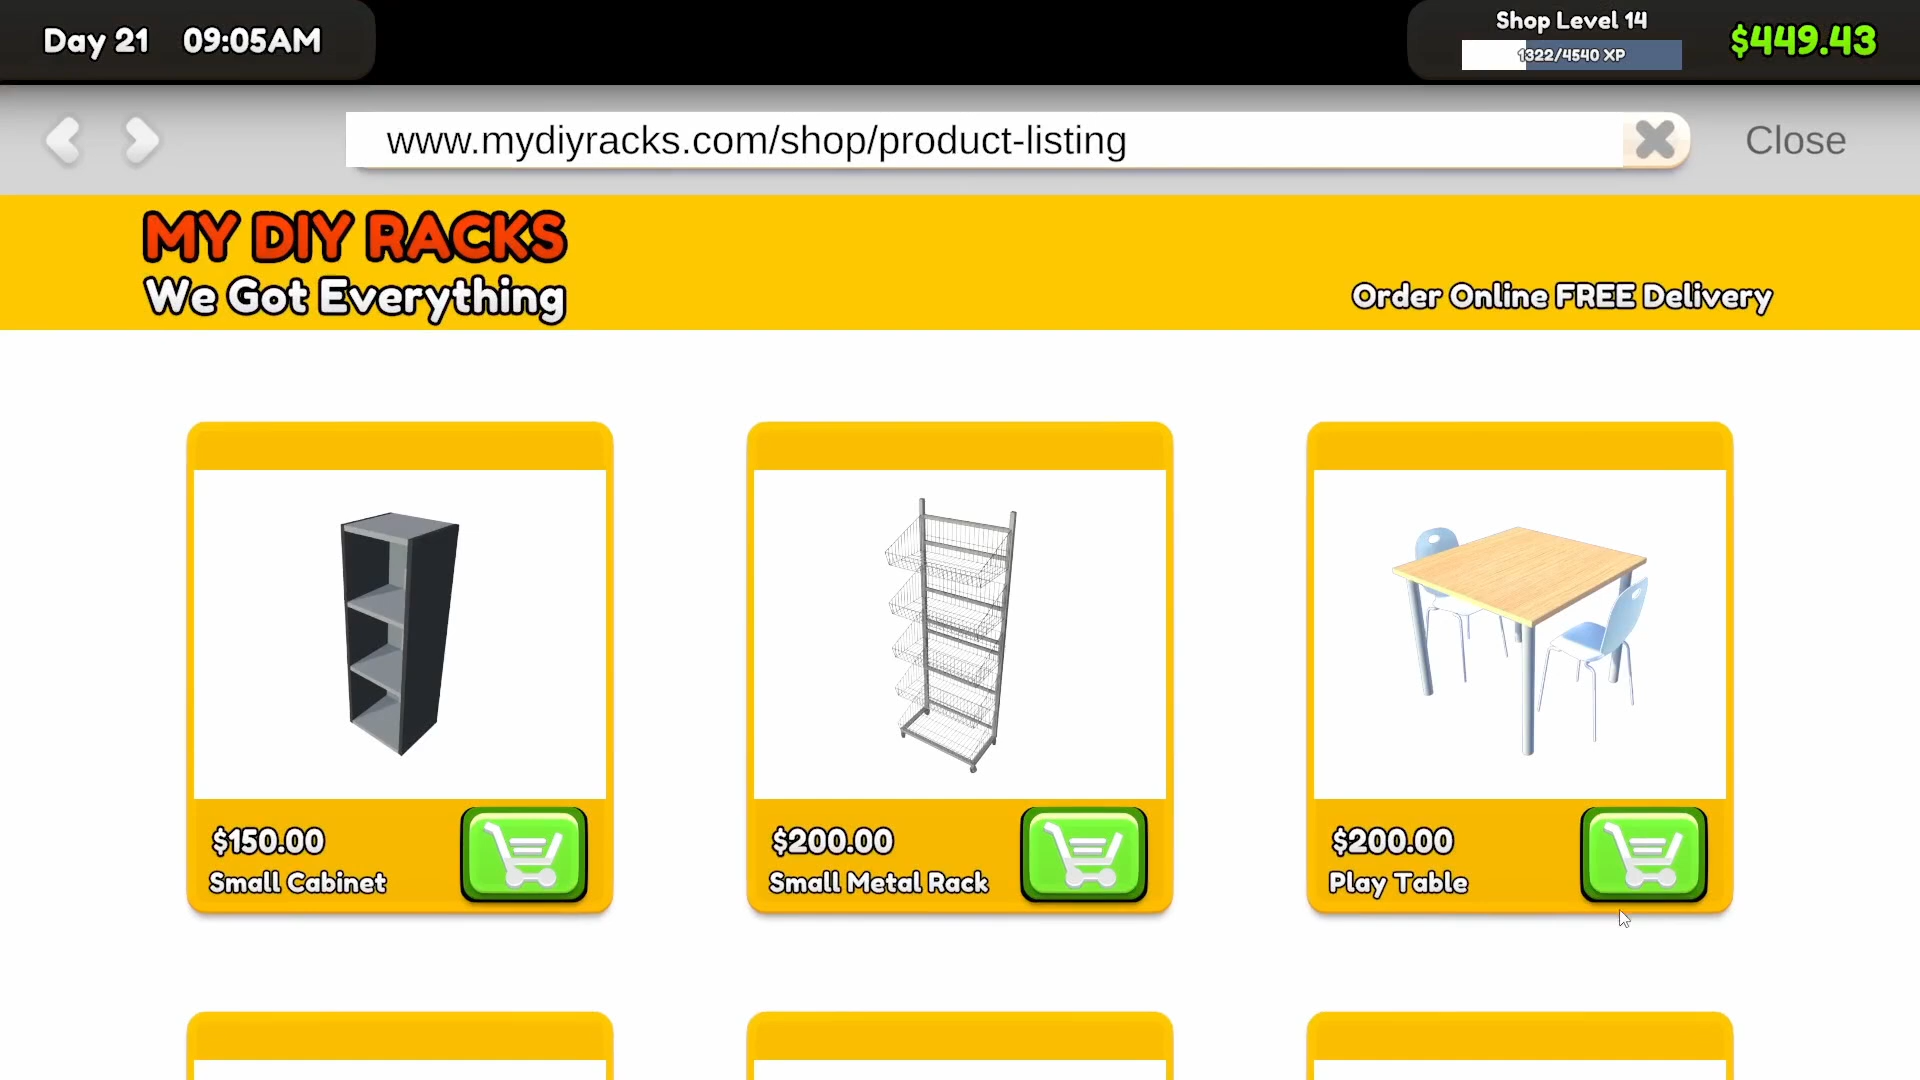 Day 21 09:05AM
Shop Level 14
1322/4540 XP
$449.43
www.mydiyracks.com/shop/product-listing
Close
MY DIY RACKS
We Got Everything
Order Online FREE Delivery
$150.00
Small Cabinet
$200.00
Small Metal Rack
$200.00
Play Table